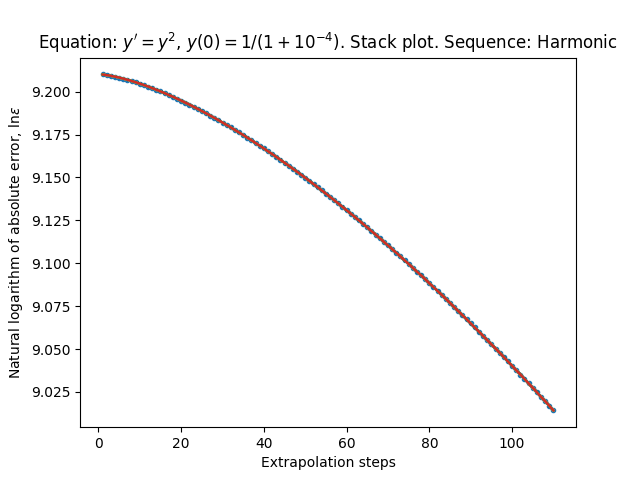 Equation: y′ = y², y(0) = 1/(1 + 10⁻⁴). Stack plot. Sequence: Harmonic
Natural logarithm of absolute error, lnε
9.200
9.175
9.150
9.125
9.100
9.075
9.050
9.025
0 20 40 60 80 100
Extrapolation steps